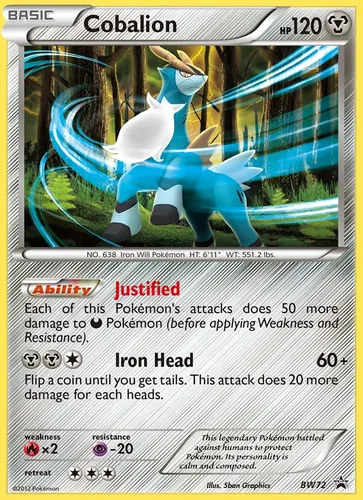 BASIC
Cobalion
HP 120
NO. 638 Iron Will Pokémon HT: 6'11" WT: 551.2 lbs.
Ability Justified
Each of this Pokémon's attacks does 50 more
damage to Pokémon (before applying Weakness and
Resistance).
Iron Head 60+
Flip a coin until you get tails. This attack does 20 more
damage for each heads.
weakness
×2
resistance
-20
retreat
This legendary Pokémon battled
against humans to protect
Pokémon. Its personality is
calm and composed.
©2012 Pokémon
Illus. 5ban Graphics
BW72